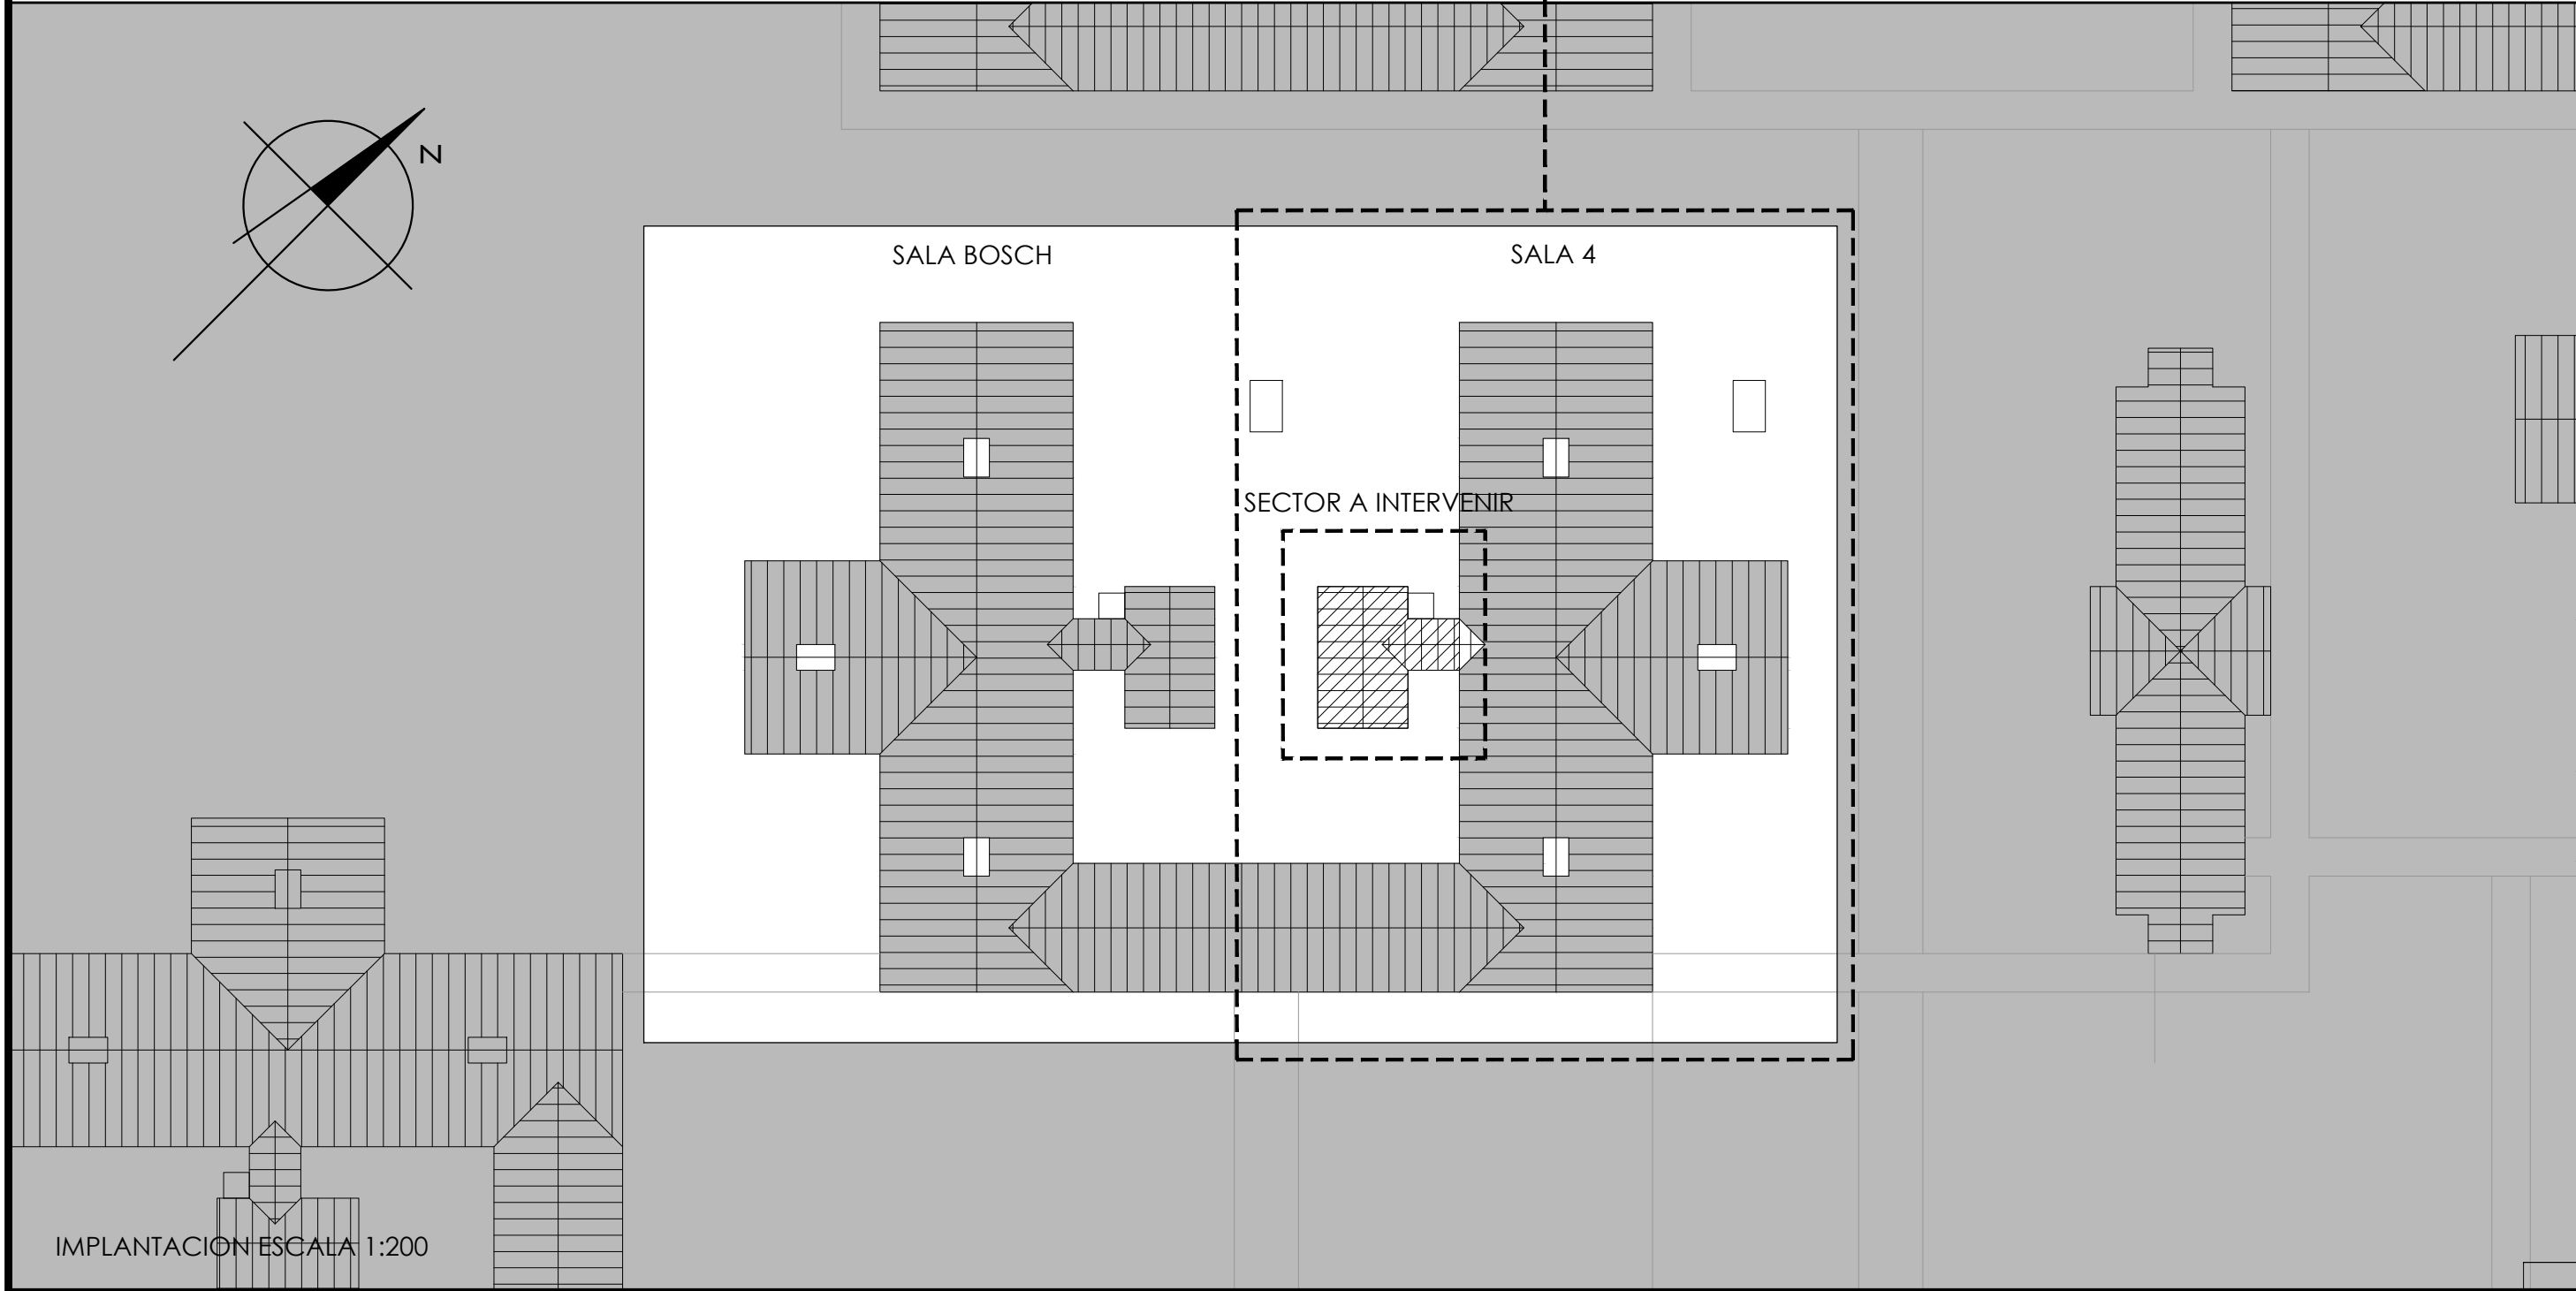 N
SALA BOSCH
SALA 4
SECTOR A INTERVENIR
IMPLANTACION ESCALA 1:200